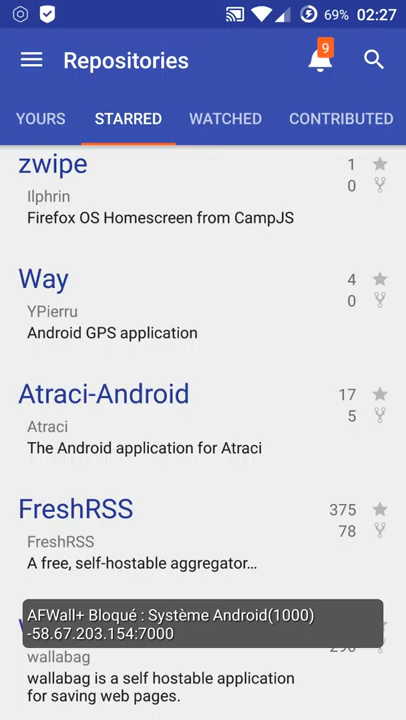 69% 02:27
Repositories
9
YOURS STARRED WATCHED CONTRIBUTED
zwipe 1
Ilphrin 0
Firefox OS Homescreen from CampJS
Way 4
YPierru 0
Android GPS application
Atraci-Android 17
Atraci 5
The Android application for Atraci
FreshRSS 375
FreshRSS 78
A free, self-hostable aggregator…
AFWall+ Bloqué : Système Android(1000)
-58.67.203.154:7000
wallabag
wallabag is a self hostable application
for saving web pages.